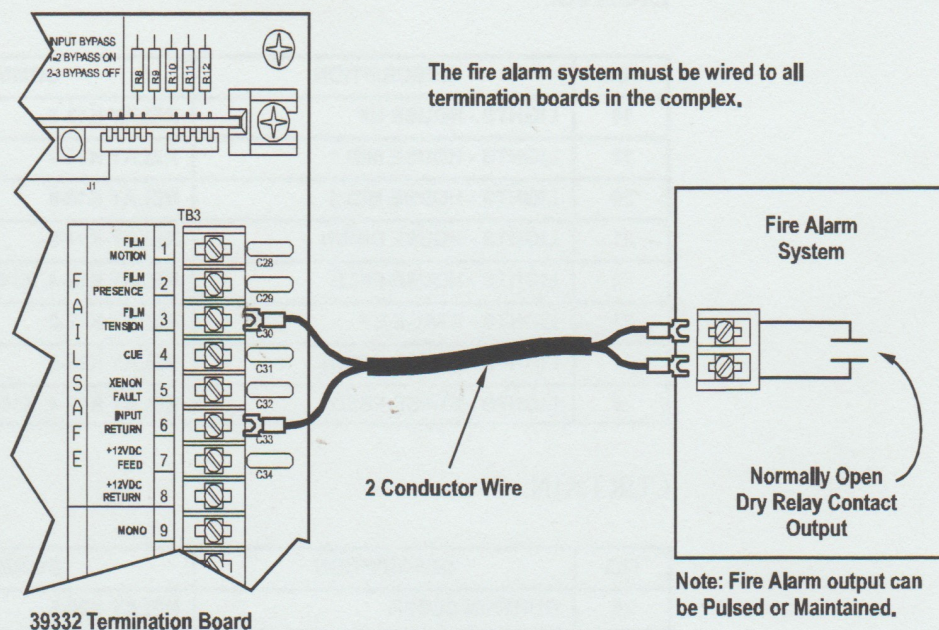 INPUT BYPASS
1-2 BYPASS ON
2-3 BYPASS OFF
R8
R9
R10
R11
R12
J1
The fire alarm system must be wired to all
termination boards in the complex.
TB3
FAILSAFE
FILM
MOTION
1
C28
FILM
PRESENCE
2
C29
FILM
TENSION
3
C30
CUE
4
C31
XENON
FAULT
5
C32
INPUT
RETURN
6
C33
+12VDC
FEED
7
C34
+12VDC
RETURN
8
MONO
9
2 Conductor Wire
Fire Alarm
System
Normally Open
Dry Relay Contact
Output
Note: Fire Alarm output can
be Pulsed or Maintained.
39332 Termination Board